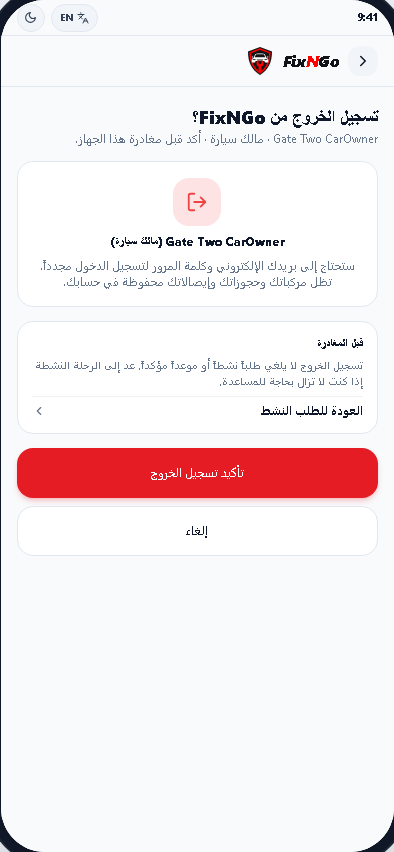 9:41
EN
FixNGo
تسجيل الخروج من FixNGo؟
Gate Two CarOwner · مالك سيارة · أكد قبل مغادرة هذا الجهاز.
Gate Two CarOwner (مالك سيارة)
ستحتاج إلى بريدك الإلكتروني وكلمة المرور لتسجيل الدخول مجدداً.
تظل مركباتك وحجوزاتك وإيصالاتك محفوظة في حسابك.
قبل المغادرة
تسجيل الخروج لا يلغي طلباً نشطاً أو موعداً مؤكداً. عد إلى الرحلة النشطة
إذا كنت لا تزال بحاجة للمساعدة.
العودة للطلب النشط
تأكيد تسجيل الخروج
إلغاء